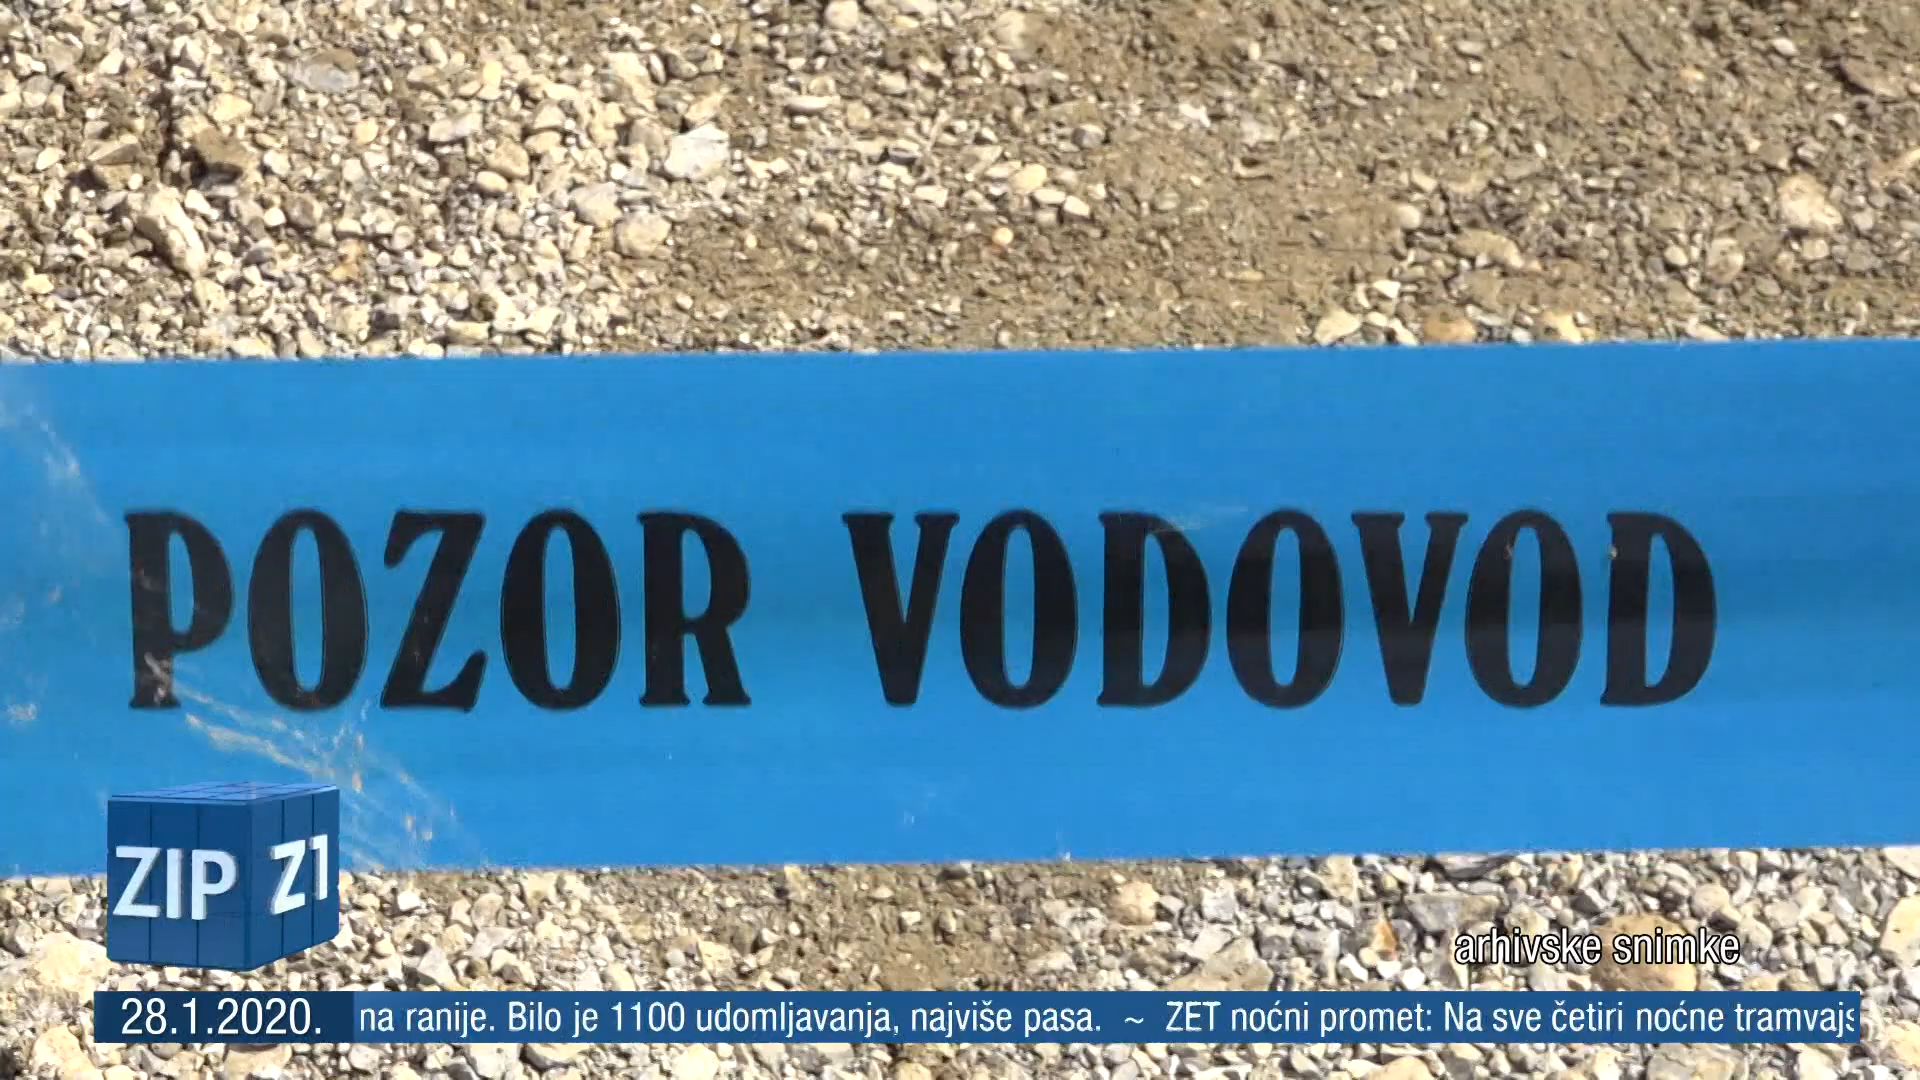 POZOR VODOVOD
ZIP Z1
arhivske snimke
28.1.2020. na ranije. Bilo je 1100 udomljavanja, najviše pasa. ~ ZET noćni promet: Na sve četiri noćne tramvajs